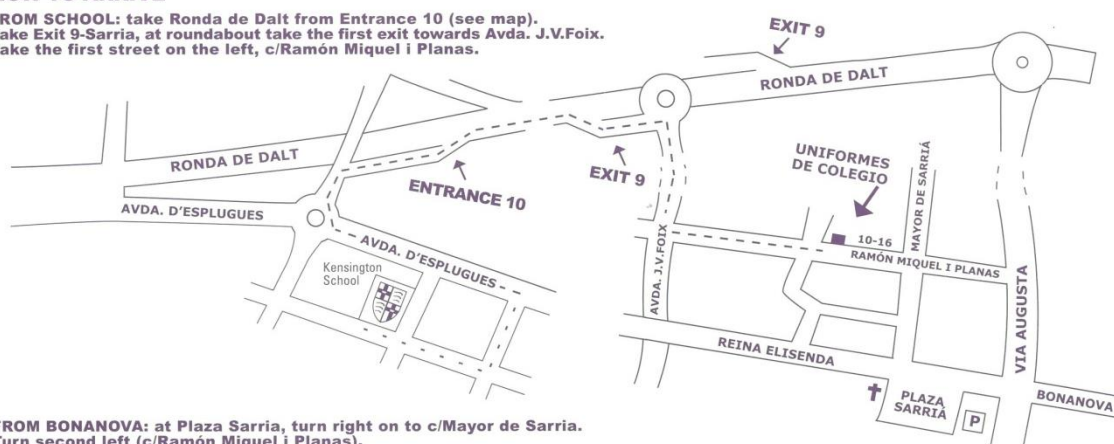 ROM SCHOOL: take Ronda de Dalt from Entrance 10 (see map).
ake Exit 9-Sarria, at roundabout take the first exit towards Avda. J.V.Foix.
ake the first street on the left, c/Ramón Miquel i Planas.
EXIT 9
RONDA DE DALT
RONDA DE DALT
ENTRANCE 10
EXIT 9
UNIFORMES
DE COLEGIO
MAYOR DE SARRIÁ
10-16
RAMÓN MIQUEL I PLANAS
AVDA. D'ESPLUGUES
AVDA. D'ESPLUGUES
Kensington
School
AVDA. J.V.FOIX
VIA AUGUSTA
REINA ELISENDA
PLAZA
SARRIÁ
P
BONANOVA
FROM BONANOVA: at Plaza Sarria, turn right on to c/Mayor de Sarria.
Turn second left (c/Ramón Miquel i Planas).